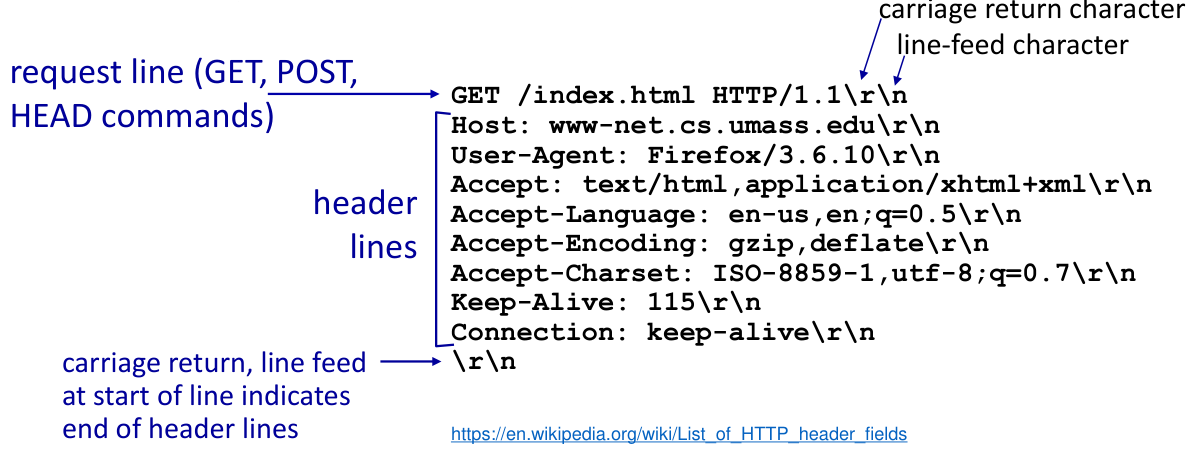 carriage return character
line-feed character
request line (GET, POST,
HEAD commands)
GET /index.html HTTP/1.1\r\n
Host: www-net.cs.umass.edu\r\n
User-Agent: Firefox/3.6.10\r\n
Accept: text/html,application/xhtml+xml\r\n
Accept-Language: en-us,en;q=0.5\r\n
Accept-Encoding: gzip,deflate\r\n
Accept-Charset: ISO-8859-1,utf-8;q=0.7\r\n
Keep-Alive: 115\r\n
Connection: keep-alive\r\n
\r\n
header
lines
carriage return, line feed
at start of line indicates
end of header lines
https://en.wikipedia.org/wiki/List_of_HTTP_header_fields